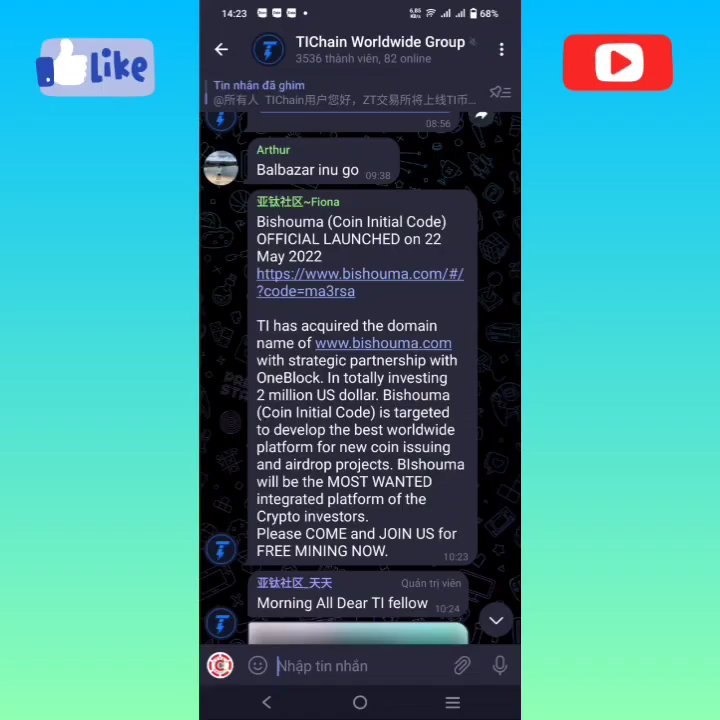 14:23
6,85
KB/s
68%
Like
TIChain Worldwide Group
3536 thành viên, 82 online
Tin nhắn đã ghim
@所有人 TIChain用户您好，ZT交易所将上线TI币...
08:56
Arthur
Balbazar inu go 09:38
亚钛社区~Fiona
Bishouma (Coin Initial Code)
OFFICIAL LAUNCHED on 22
May 2022
https://www.bishouma.com/#/
?code=ma3rsa
TI has acquired the domain
name of www.bishouma.com
with strategic partnership with
OneBlock. In totally investing
2 million US dollar. Bishouma
(Coin Initial Code) is targeted
to develop the best worldwide
platform for new coin issuing
and airdrop projects. BIshouma
will be the MOST WANTED
integrated platform of the
Crypto investors.
Please COME and JOIN US for
FREE MINING NOW. 10:23
亚钛社区_天天 Quản trị viên
Morning All Dear TI fellow 10:24
Nhập tin nhắn